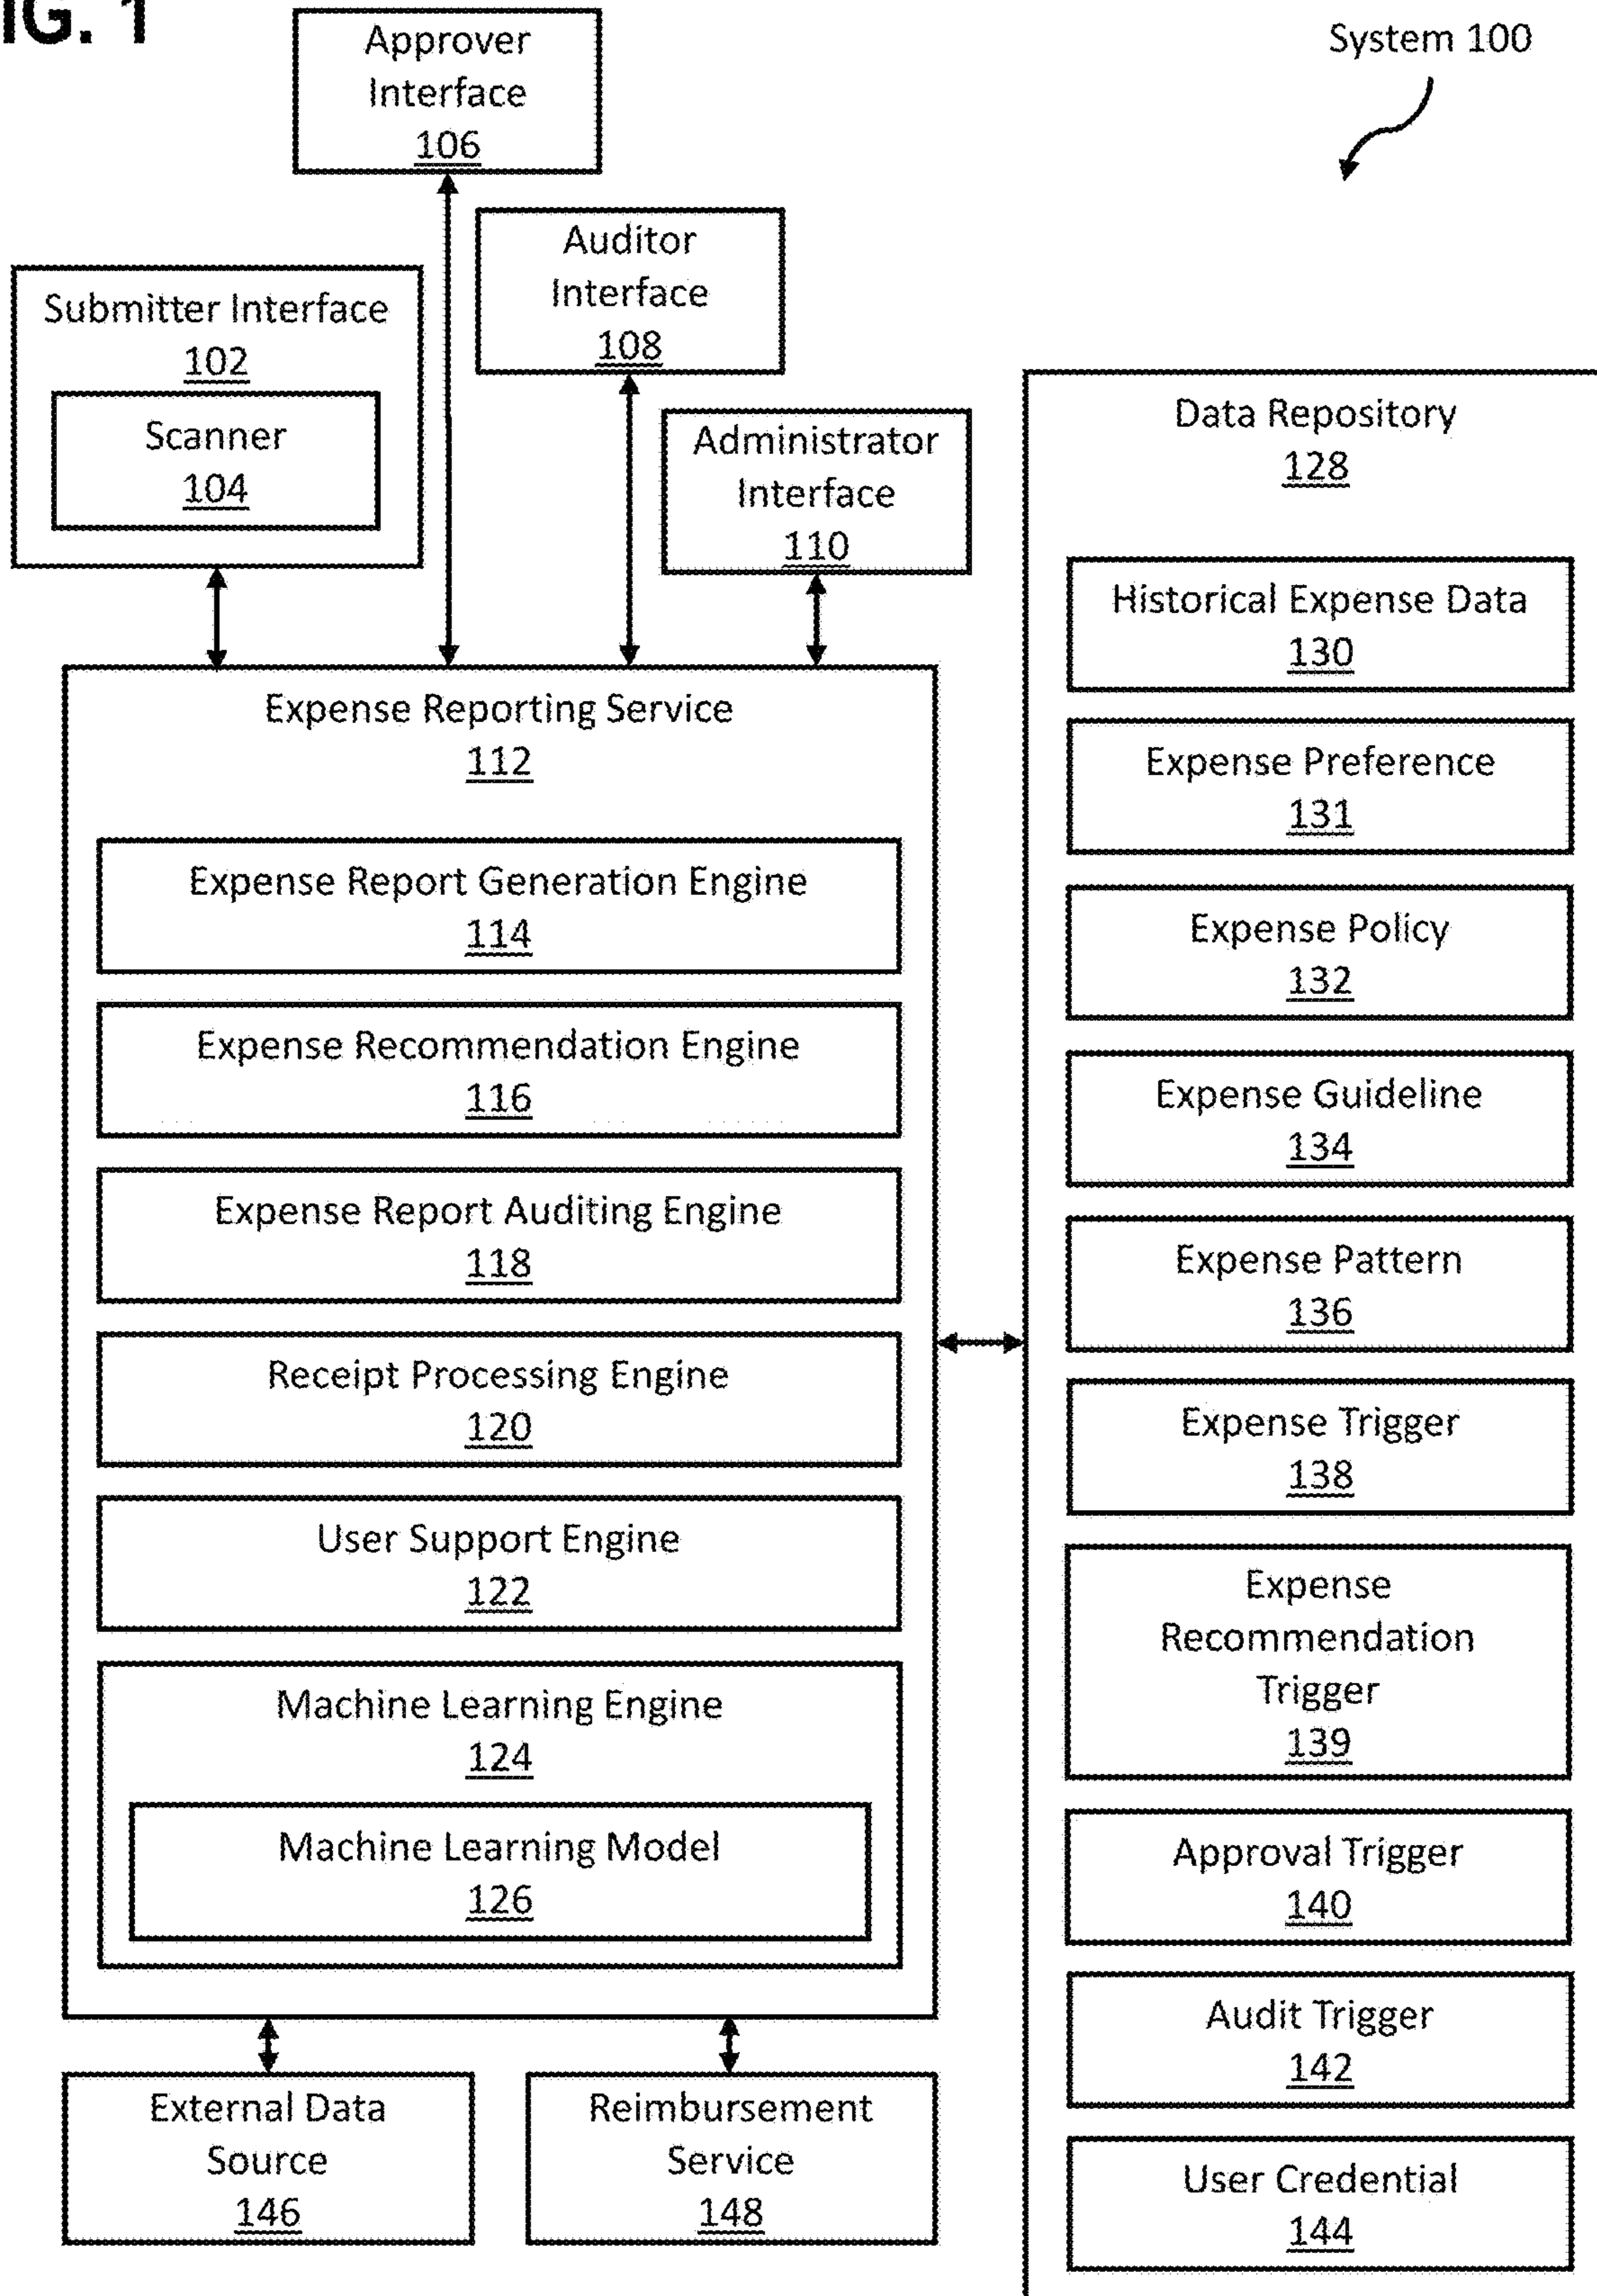 IG. 1
System 100
Approver
Interface
106
Auditor
Interface
108
Submitter Interface
102
Scanner
104
Administrator
Interface
110
Expense Reporting Service
112
Expense Report Generation Engine
114
Expense Recommendation Engine
116
Expense Report Auditing Engine
118
Receipt Processing Engine
120
User Support Engine
122
Machine Learning Engine
124
Machine Learning Model
126
External Data
Source
146
Reimbursement
Service
148
Data Repository
128
Historical Expense Data
130
Expense Preference
131
Expense Policy
132
Expense Guideline
134
Expense Pattern
136
Expense Trigger
138
Expense
Recommendation
Trigger
139
Approval Trigger
140
Audit Trigger
142
User Credential
144